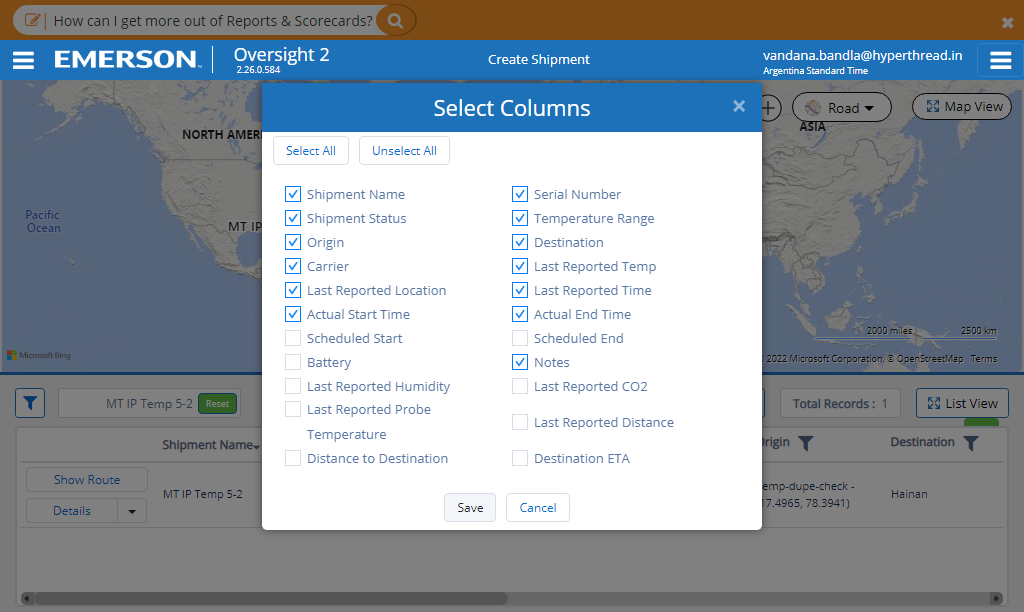 How can I get more out of Reports & Scorecards?
EMERSON
Oversight 2
2.26.0.584
Create Shipment
vandana.bandla@hyperthread.in
Argentina Standard Time
Select Columns
NORTH AMERI
Road
Map View
ASIA
Select All
Unselect All
Shipment Name
Serial Number
Shipment Status
Temperature Range
Pacific
Ocean
MT IP
Origin
Destination
Carrier
Last Reported Temp
Last Reported Location
Last Reported Time
Actual Start Time
Actual End Time
Scheduled Start
Scheduled End
2000 miles
2500 km
Microsoft Bing
Battery
Notes
2022 Microsoft Corporation, © OpenStreetMap Terms
Last Reported Humidity
Last Reported CO2
MT IP Temp 5-2
Reset
Total Records : 1
List View
Last Reported Probe
Temperature
Last Reported Distance
Shipment Name
rigin
Destination
Distance to Destination
Destination ETA
Show Route
MT IP Temp 5-2
emp-dupe-check -
17.4965, 78.3941)
Hainan
Details
Save
Cancel